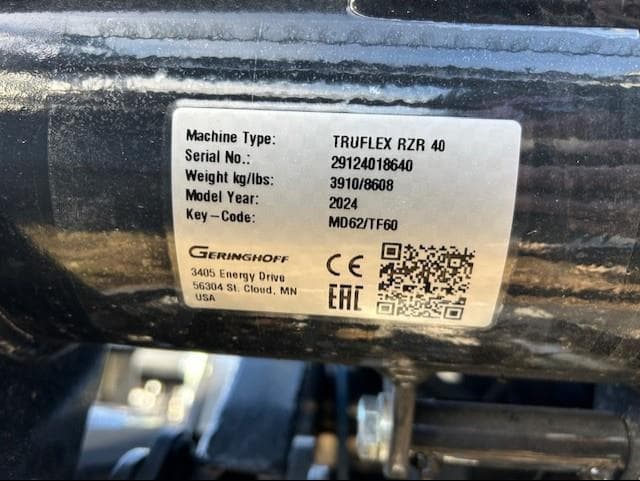 Machine Type: TRUFLEX RZR 40
Serial No.: 29124018640
Weight kg/lbs: 3910/8608
Model Year: 2024
Key-Code: MD62/TF60
GERINGHOFF
3405 Energy Drive
56304 St. Cloud, MN
USA
CE
EAC